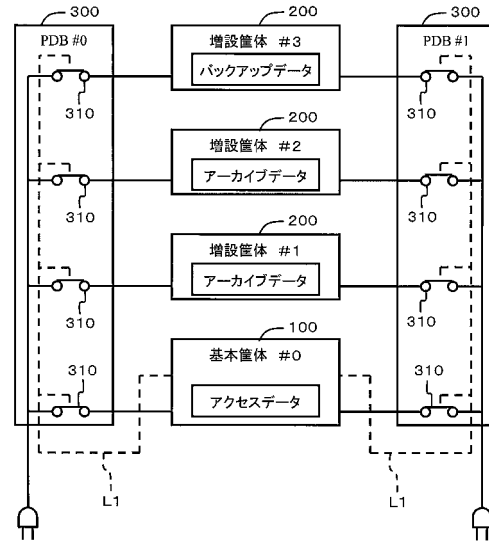 300
200
300
PDB #0
増設筐体 #3
バックアップデータ
PDB #1
310
310
200
増設筐体 #2
アーカイブデータ
310
310
200
増設筐体 #1
アーカイブデータ
310
310
100
310
基本筐体 #0
アクセスデータ
310
L1
L1